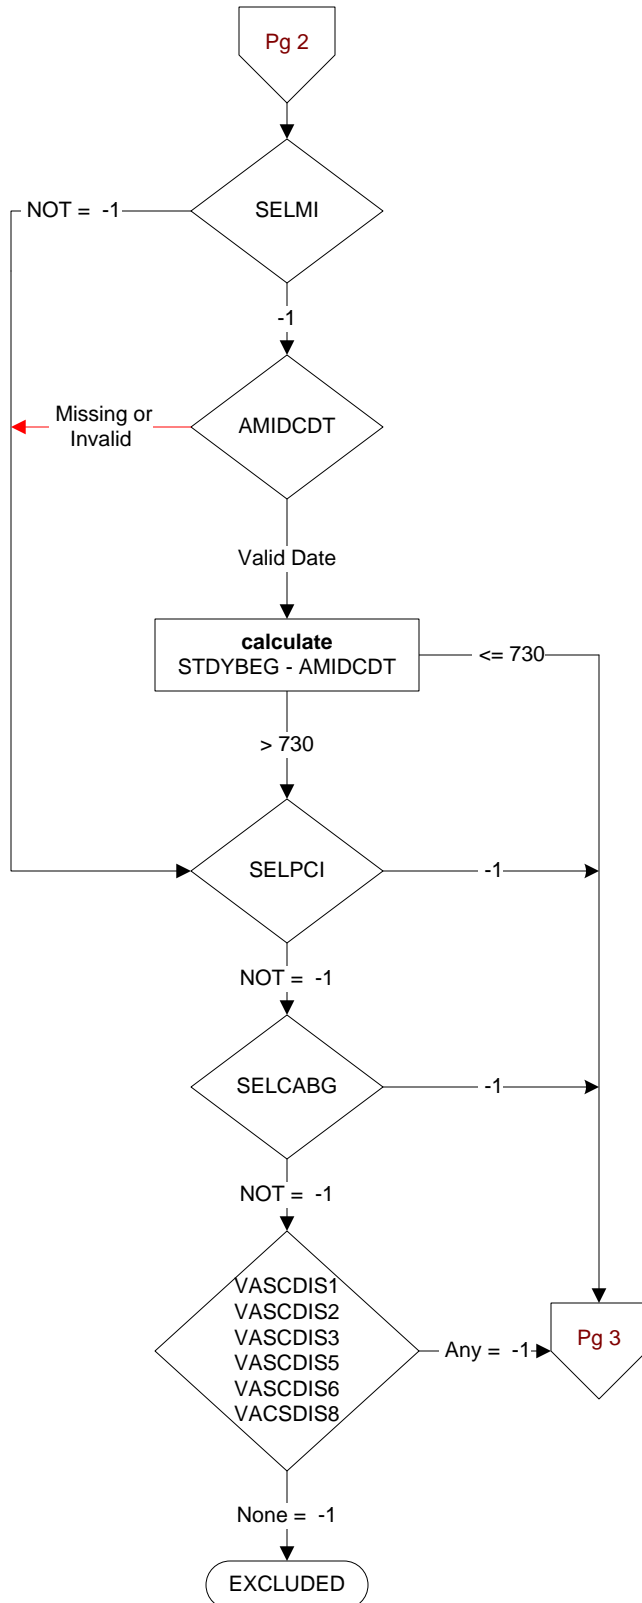 Pg 2
SELMI
NOT = -1
-1
AMIDCDT
Missing or
Invalid
Valid Date
calculate
STDYBEG - AMIDCDT
<= 730
> 730
SELPCI
-1
NOT = -1
SELCABG
-1
NOT = -1
VASCDIS1
VASCDIS2
VASCDIS3
VASCDIS5
VASCDIS6
VACSDIS8
Any = -1
Pg 3
None = -1
EXCLUDED